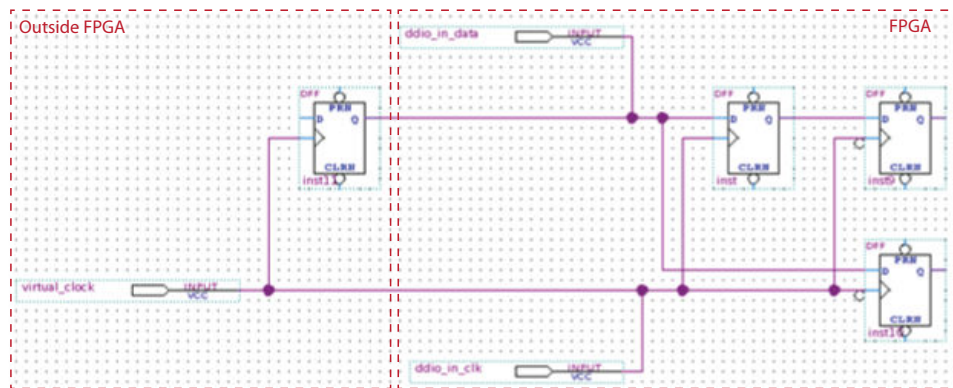 Outside FPGA
FPGA
ddio_in_data
INPUT
VCC
DFF
PRN
D
Q
CLRN
inst11
DFF
PRN
D
Q
CLRN
inst
DFF
PRN
D
Q
CLRN
inst9
virtual_clock
INPUT
VCC
DFF
PRN
D
Q
CLRN
inst10
ddio_in_clk
INPUT
VCC